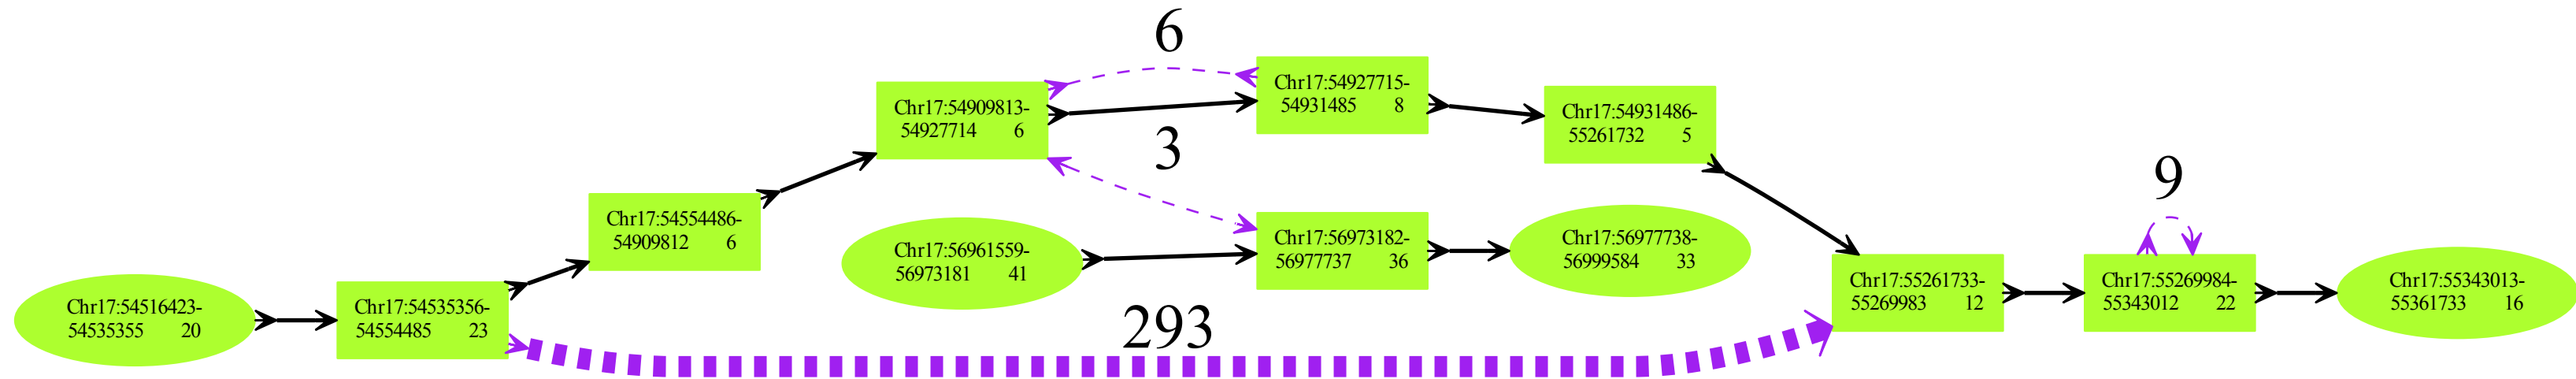 6
Chr17:54927715-
54931485 8
Chr17:54909813-
54927714 6
Chr17:54931486-
55261732 5
3
9
Chr17:54554486-
54909812 6
Chr17:56961559-
56973181 41
Chr17:56973182-
56977737 36
Chr17:56977738-
56999584 33
Chr17:54516423-
54535355 20
Chr17:54535356-
54554485 23
293
Chr17:55261733-
55269983 12
Chr17:55269984-
55343012 22
Chr17:55343013-
55361733 16